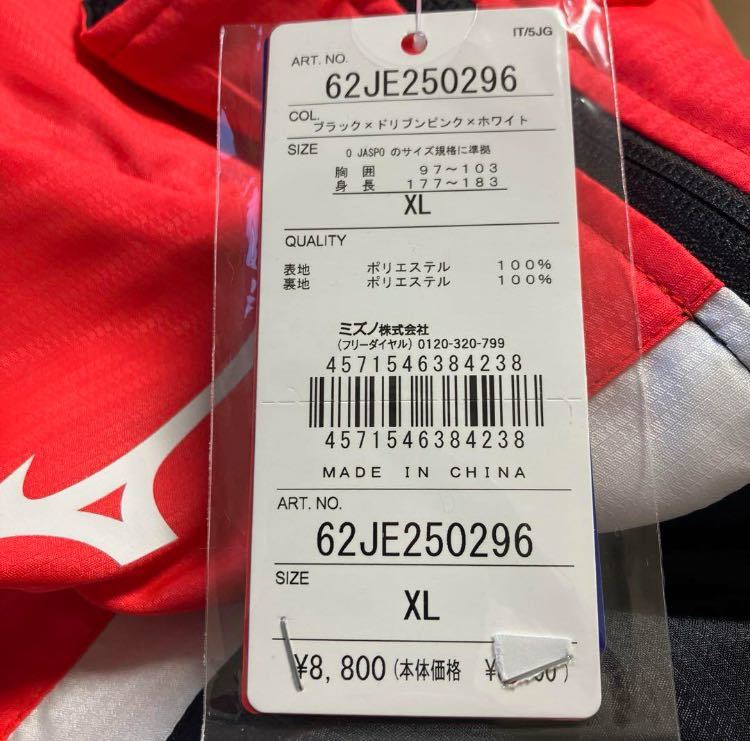 IT/5JG
ART. NO.
62JE250296
COL.
ブラック×ドリブンピンク×ホワイト
SIZE
O JASPO のサイズ規格に準拠
胸 囲 97～103
身 長 177～183
XL
QUALITY
表地 ポリエステル 100%
裏地 ポリエステル 100%
ミズノ株式会社
(フリーダイヤル) 0120-320-799
4571546384238
4571546384238
MADE IN CHINA
ART. NO.
62JE250296
SIZE
XL
¥8,800 (本体価格 ¥